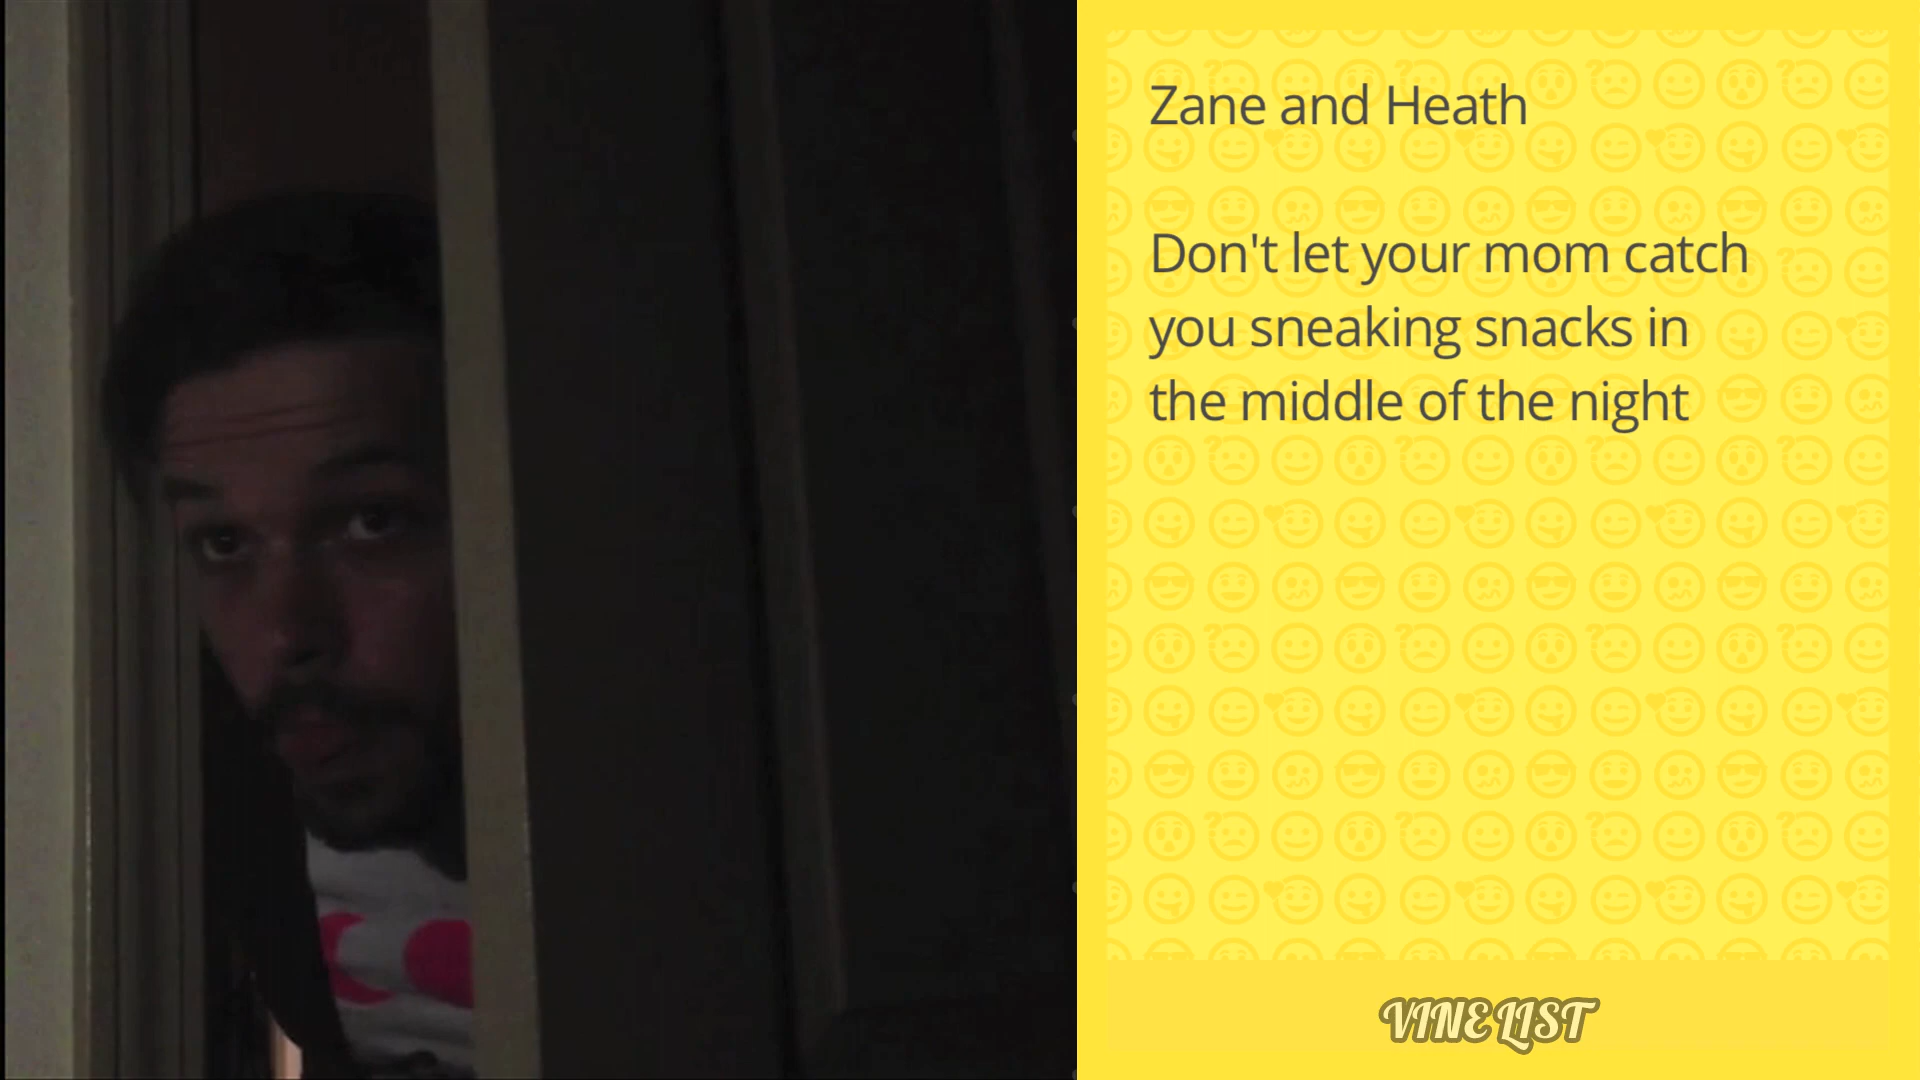 Zane and Heath
Don't let your mom catch
you sneaking snacks in
the middle of the night
VINE LIST